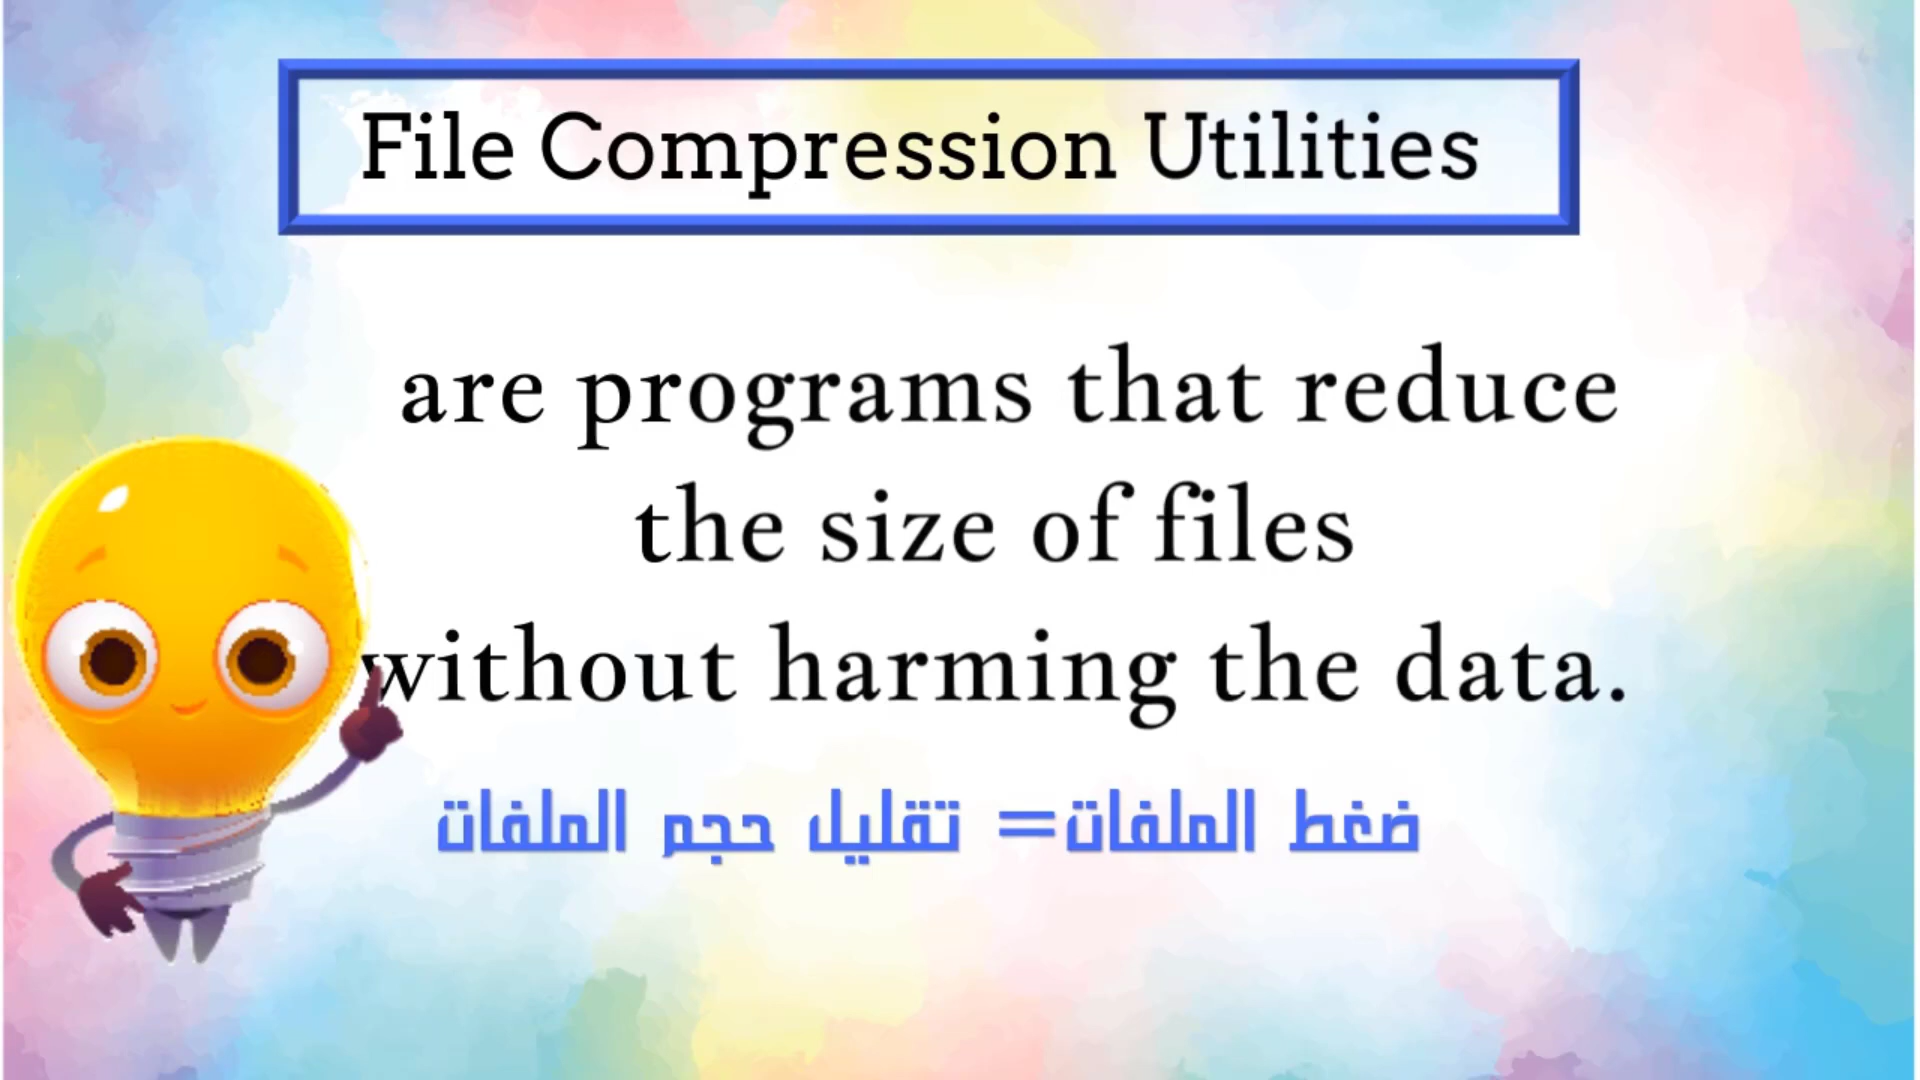 File Compression Utilities
are programs that reduce
the size of files
without harming the data.
ضغط الملفات= تقليل حجم الملفات